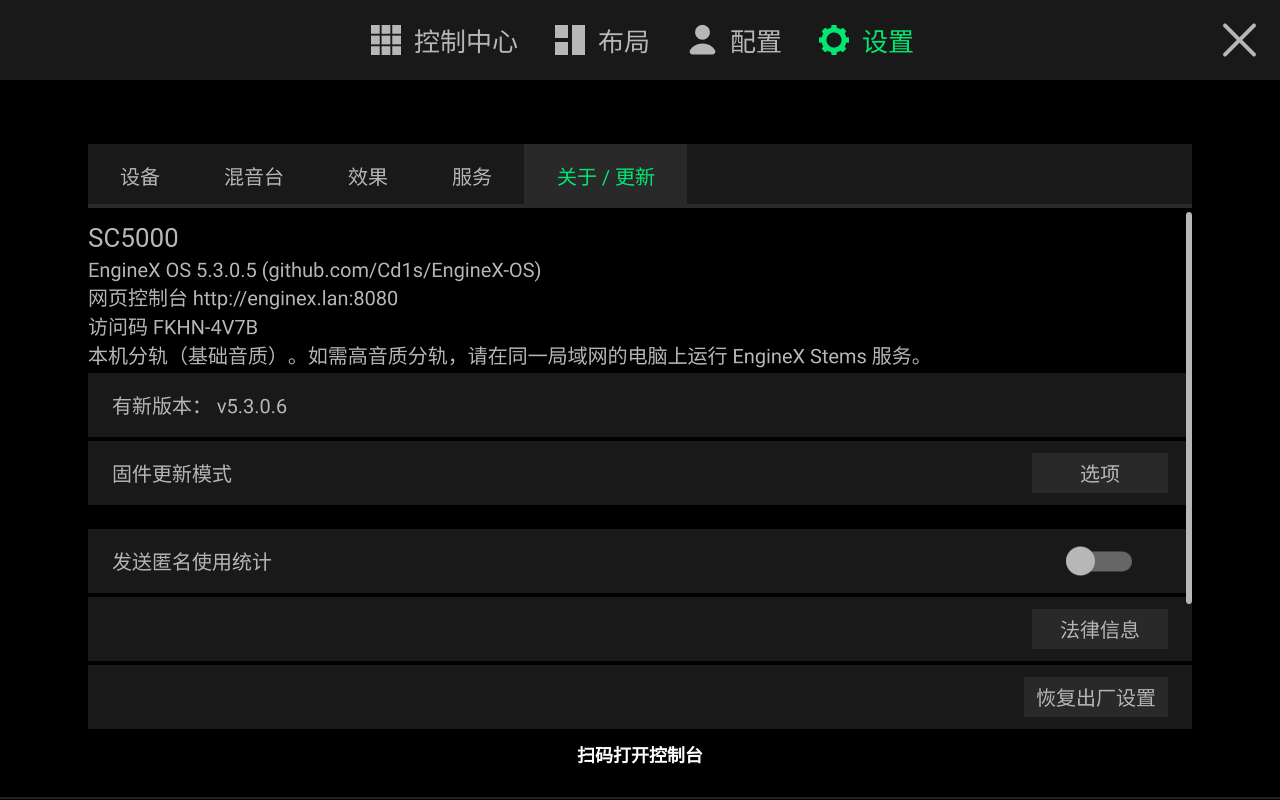 控制中心 布局 配置 设置
设备 混音台 效果 服务 关于 / 更新
SC5000
EngineX OS 5.3.0.5 (github.com/Cd1s/EngineX-OS)
网页控制台 http://enginex.lan:8080
访问码 FKHN-4V7B
本机分轨（基础音质）。如需高音质分轨，请在同一局域网的电脑上运行 EngineX Stems 服务。
有新版本： v5.3.0.6
固件更新模式 选项
发送匿名使用统计
法律信息
恢复出厂设置
扫码打开控制台